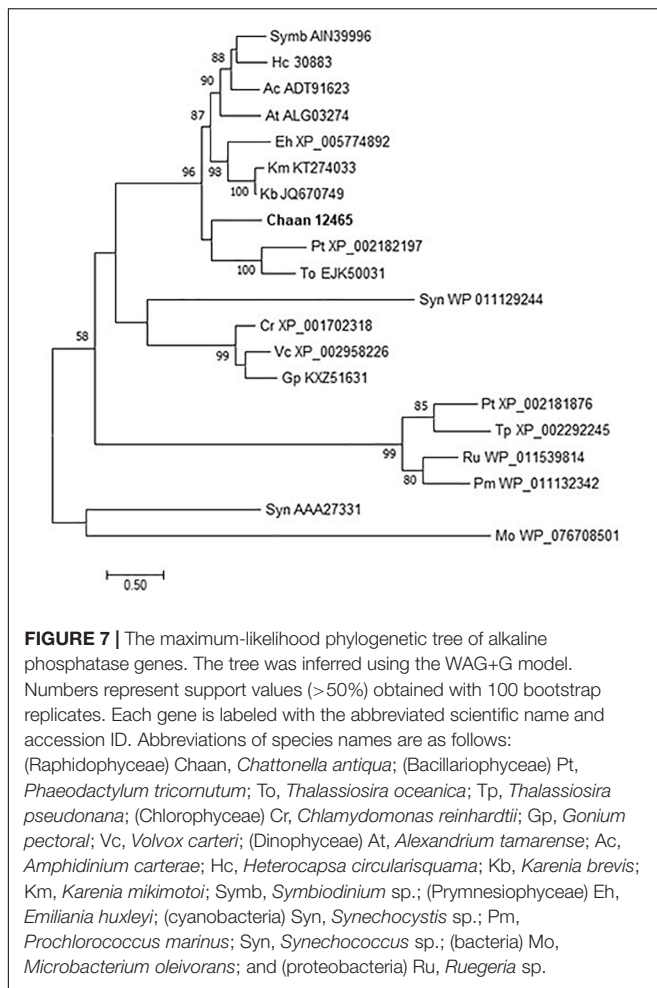 Symb AIN39996
88
Hc 30883
90
Ac ADT91623
87
At ALG03274
Eh XP_005774892
98
Km KT274033
96
100
Kb JQ670749
Chaan 12465
Pt XP_002182197
100
To EJK50031
Syn WP 011129244
58
Cr XP_001702318
99
Vc XP_002958226
Gp KXZ51631
85
Pt XP_002181876
Tp XP_002292245
99
Ru WP_011539814
80
Pm WP_011132342
Syn AAA27331
Mo WP_076708501
0.50
FIGURE 7 | The maximum-likelihood phylogenetic tree of alkaline
phosphatase genes. The tree was inferred using the WAG+G model.
Numbers represent support values (>50%) obtained with 100 bootstrap
replicates. Each gene is labeled with the abbreviated scientific name and
accession ID. Abbreviations of species names are as follows:
(Raphidophyceae) Chaan, Chattonella antiqua; (Bacillariophyceae) Pt,
Phaeodactylum tricornutum; To, Thalassiosira oceanica; Tp, Thalassiosira
pseudonana; (Chlorophyceae) Cr, Chlamydomonas reinhardtii; Gp, Gonium
pectoral; Vc, Volvox carteri; (Dinophyceae) At, Alexandrium tamarense; Ac,
Amphidinium carterae; Hc, Heterocapsa circularisquama; Kb, Karenia brevis;
Km, Karenia mikimotoi; Symb, Symbiodinium sp.; (Prymnesiophyceae) Eh,
Emiliania huxleyi; (cyanobacteria) Syn, Synechocystis sp.; Pm,
Prochlorococcus marinus; Syn, Synechococcus sp.; (bacteria) Mo,
Microbacterium oleivorans; and (proteobacteria) Ru, Ruegeria sp.